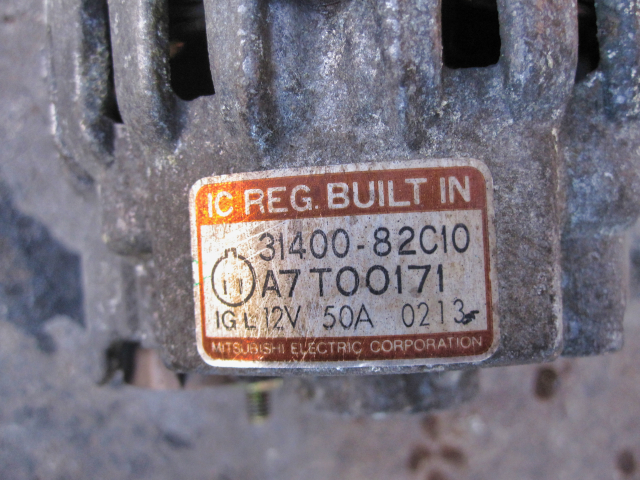 IC REG. BUILT IN
31400-82C10
A7T00171
IG L 12V 50A 0213
MITSUBISHI ELECTRIC CORPORATION